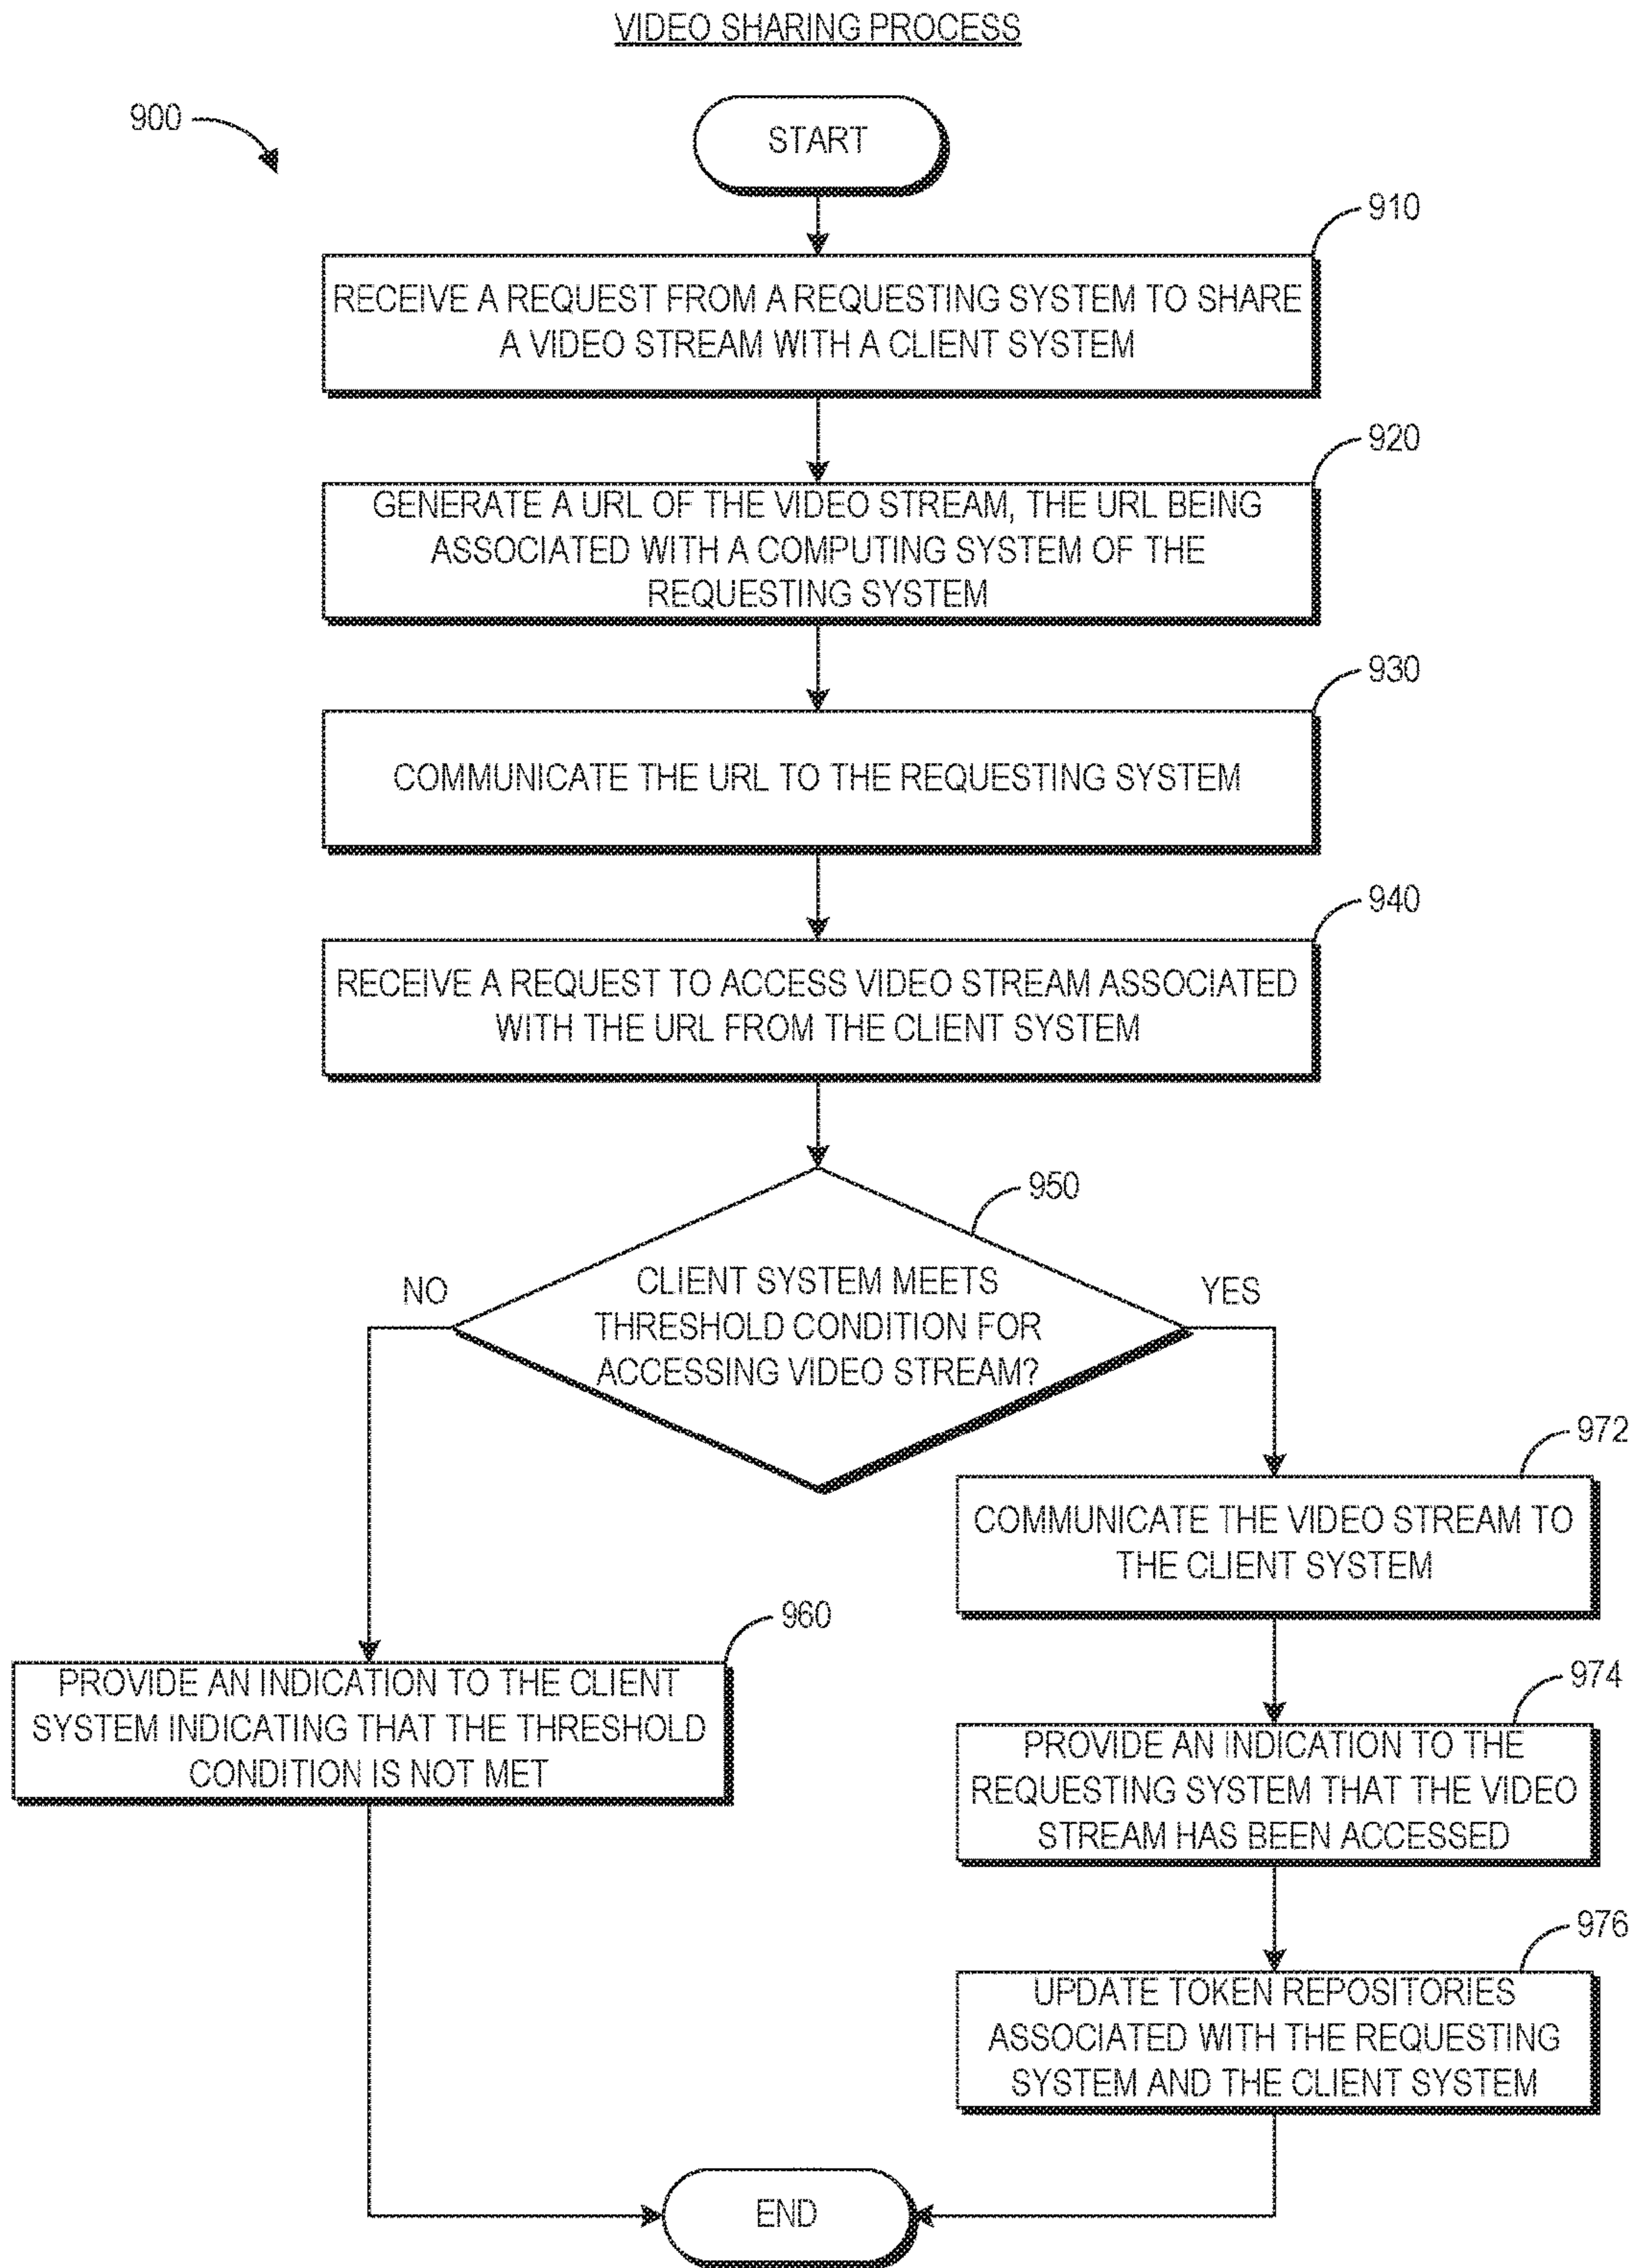 VIDEO SHARING PROCESS
900
START
910
RECEIVE A REQUEST FROM A REQUESTING SYSTEM TO SHARE
A VIDEO STREAM WITH A CLIENT SYSTEM
920
GENERATE A URL OF THE VIDEO STREAM, THE URL BEING
ASSOCIATED WITH A COMPUTING SYSTEM OF THE
REQUESTING SYSTEM
930
COMMUNICATE THE URL TO THE REQUESTING SYSTEM
940
RECEIVE A REQUEST TO ACCESS VIDEO STREAM ASSOCIATED
WITH THE URL FROM THE CLIENT SYSTEM
950
CLIENT SYSTEM MEETS
THRESHOLD CONDITION FOR
ACCESSING VIDEO STREAM?
NO
YES
972
COMMUNICATE THE VIDEO STREAM TO
THE CLIENT SYSTEM
960
PROVIDE AN INDICATION TO THE CLIENT
SYSTEM INDICATING THAT THE THRESHOLD
CONDITION IS NOT MET
974
PROVIDE AN INDICATION TO THE
REQUESTING SYSTEM THAT THE VIDEO
STREAM HAS BEEN ACCESSED
976
UPDATE TOKEN REPOSITORIES
ASSOCIATED WITH THE REQUESTING
SYSTEM AND THE CLIENT SYSTEM
END